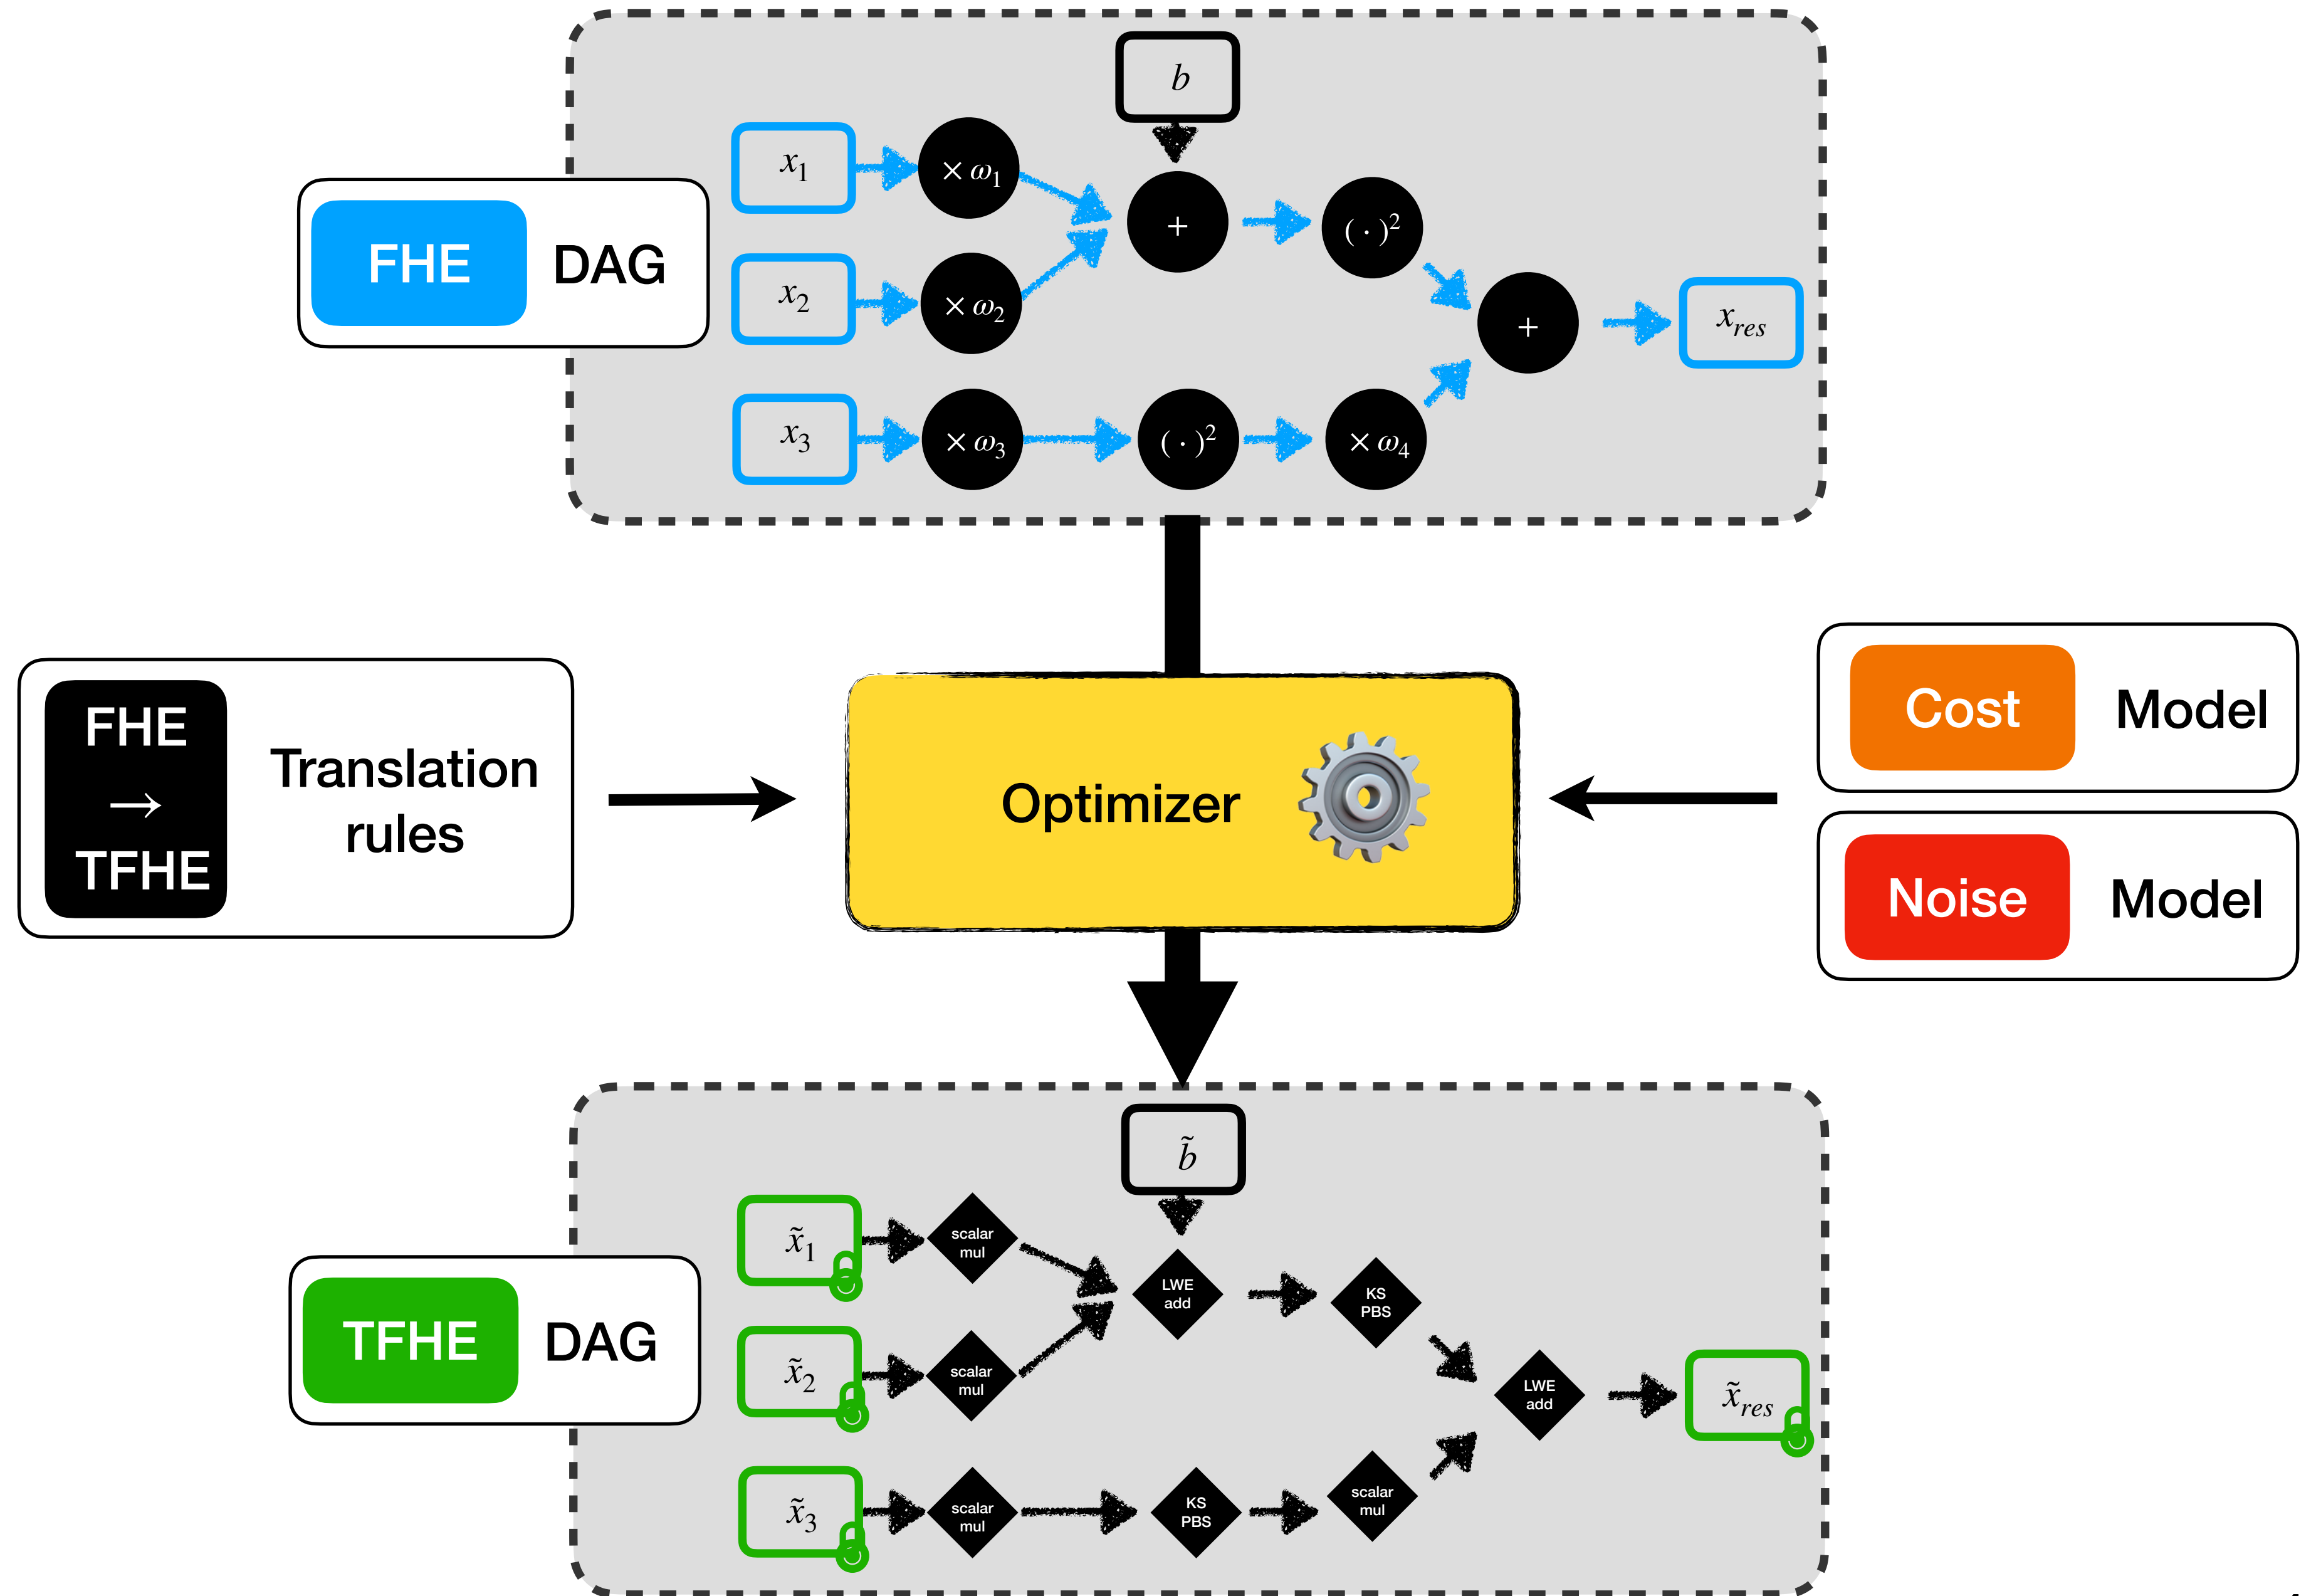 b
x₁
× ω₁
x₂
× ω₂
+
( · )²
+
x_res
x₃
× ω₃
( · )²
× ω₄
FHE DAG
FHE
→
TFHE
Translation
rules
Optimizer
Cost Model
Noise Model
b̃
x̃₁
scalar
mul
LWE
add
KS
PBS
x̃₂
scalar
mul
LWE
add
x̃_res
x̃₃
scalar
mul
KS
PBS
scalar
mul
TFHE DAG